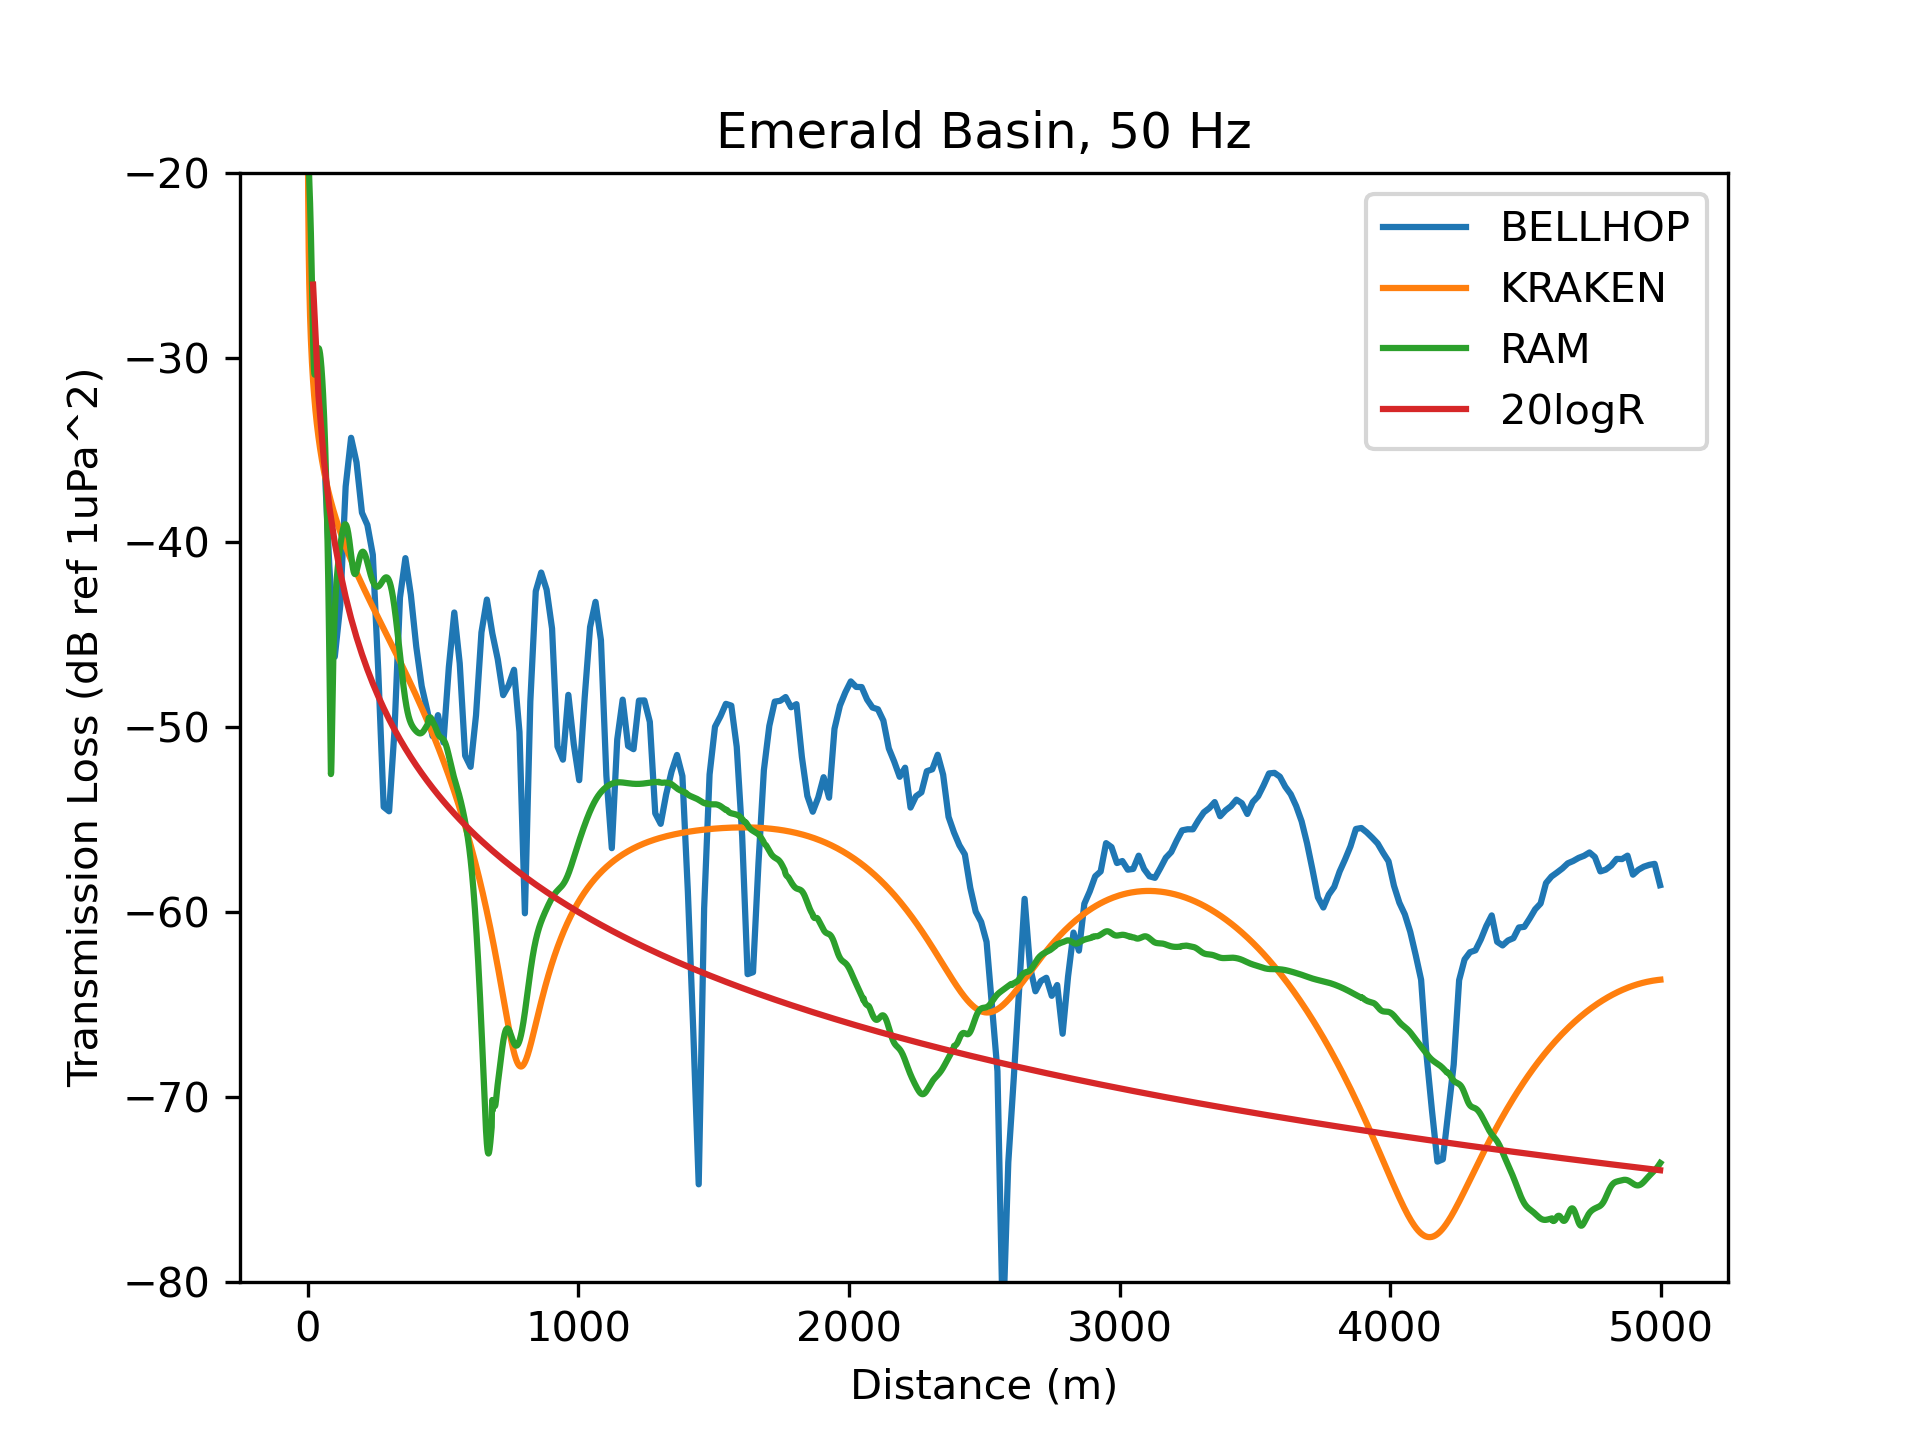 Emerald Basin, 50 Hz
Transmission Loss (dB ref 1uPa^2)
−20
−30
−40
−50
−60
−70
−80
BELLHOP
KRAKEN
RAM
20logR
0 1000 2000 3000 4000 5000
Distance (m)